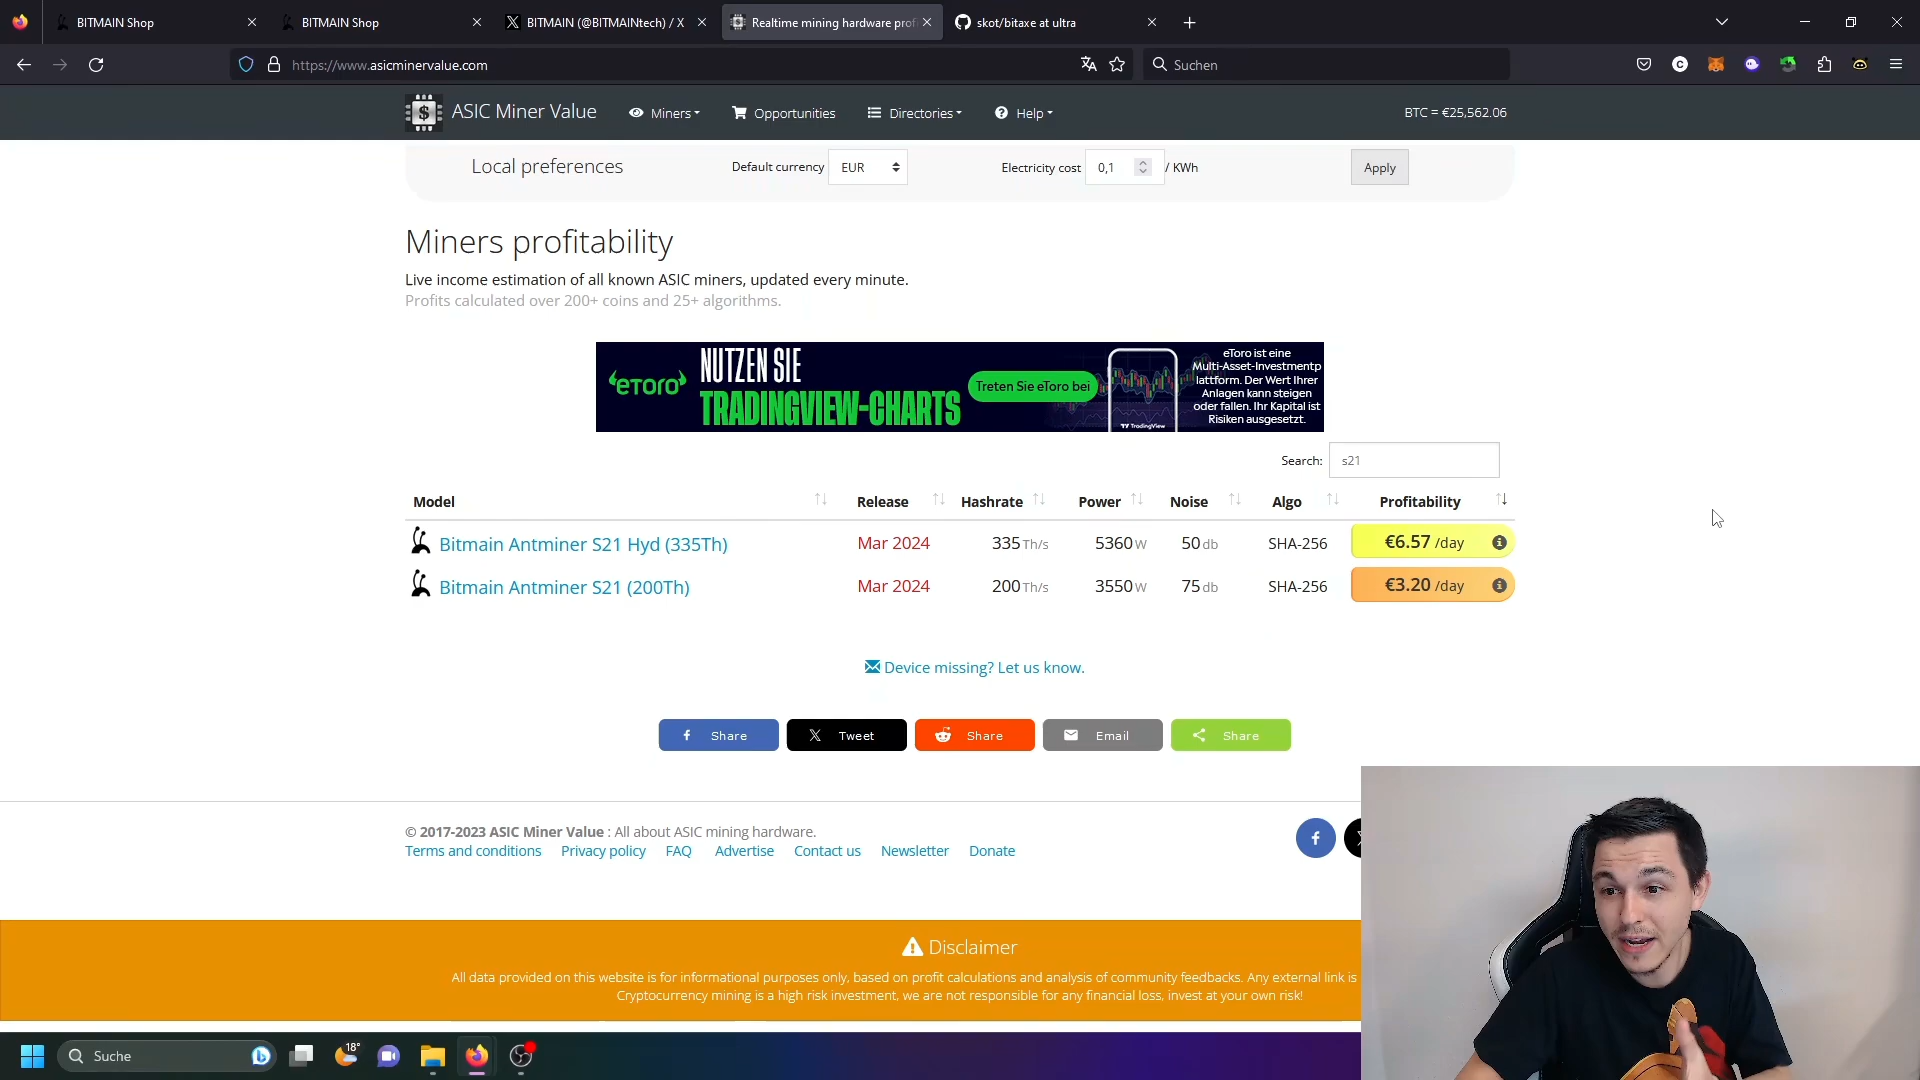 BITMAIN Shop
BITMAIN Shop
BITMAIN (@BITMAINtech) / X
Realtime mining hardware prof
skot/bitaxe at ultra
https://www.asicminervalue.com
Suchen
ASIC Miner Value
Miners
Opportunities
Directories
Help
BTC = €25,562.06
Local preferences
Default currency
EUR
Electricity cost
0,1
/ KWh
Apply
Miners profitability
Live income estimation of all known ASIC miners, updated every minute.
Profits calculated over 200+ coins and 25+ algorithms.
eTORO
NUTZEN SIE
TRADINGVIEW-CHARTS
Treten Sie eToro bei
TradingView
eToro ist eine
Multi-Asset-Investmentp
lattform. Der Wert Ihrer
Anlagen kann steigen
oder fallen. Ihr Kapital ist
Risiken ausgesetzt.
Search:
s21
Model Release Hashrate Power Noise Algo Profitability
Bitmain Antminer S21 Hyd (335Th) Mar 2024 335 Th/s 5360 W 50 db SHA-256 €6.57 /day
Bitmain Antminer S21 (200Th) Mar 2024 200 Th/s 3550 W 75 db SHA-256 €3.20 /day
Device missing? Let us know.
Share
Tweet
Share
Email
Share
© 2017-2023 ASIC Miner Value : All about ASIC mining hardware.
Terms and conditions Privacy policy FAQ Advertise Contact us Newsletter Donate
Disclaimer
All data provided on this website is for informational purposes only, based on profit calculations and analysis of community feedbacks. Any external link is
Cryptocurrency mining is a high risk investment, we are not responsible for any financial loss, invest at your own risk!
Suche
18°